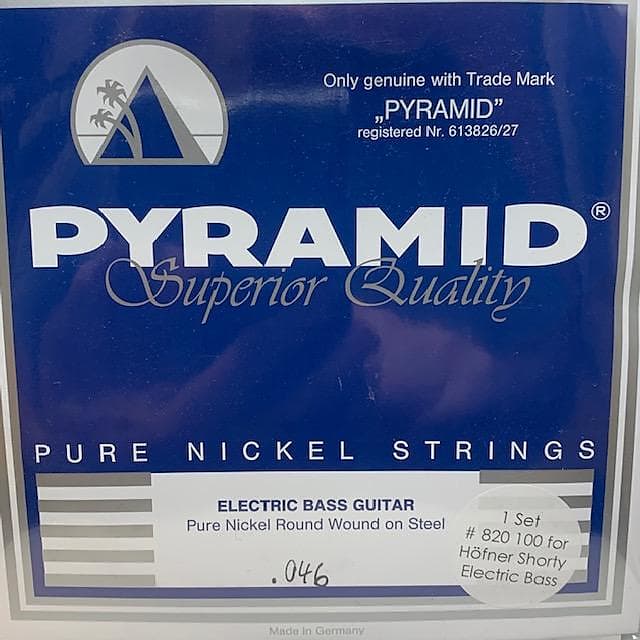 Only genuine with Trade Mark
„PYRAMID”
registered Nr. 613826/27
PYRAMID®
Superior Quality
PURE NICKEL STRINGS
ELECTRIC BASS GUITAR
Pure Nickel Round Wound on Steel
.046
1 Set
# 820 100 for
Höfner Shorty
Electric Bass
Made in Germany